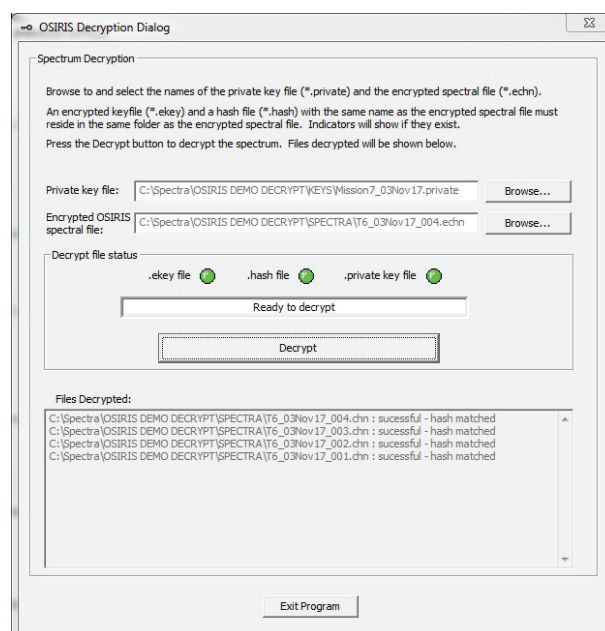 OSIRIS Decryption Dialog
Spectrum Decryption
Browse to and select the names of the private key file (*.private) and the encrypted spectral file (*.echn).
An encrypted keyfile (*.ekey) and a hash file (*.hash) with the same name as the encrypted spectral file must
reside in the same folder as the encrypted spectral file. Indicators will show if they exist.
Press the Decrypt button to decrypt the spectrum. Files decrypted will be shown below.
Private key file: C:\Spectra\OSIRIS DEMO DECRYPT\KEYS\Mission7_03Nov17.private Browse...
Encrypted OSIRIS
spectral file: C:\Spectra\OSIRIS DEMO DECRYPT\SPECTRA\T6_03Nov17_004.echn Browse...
Decrypt file status
.ekey file .hash file .private key file
Ready to decrypt
Decrypt
Files Decrypted:
C:\Spectra\OSIRIS DEMO DECRYPT\SPECTRA\T6_03Nov17_004.chn : sucessful - hash matched
C:\Spectra\OSIRIS DEMO DECRYPT\SPECTRA\T6_03Nov17_003.chn : sucessful - hash matched
C:\Spectra\OSIRIS DEMO DECRYPT\SPECTRA\T6_03Nov17_002.chn : sucessful - hash matched
C:\Spectra\OSIRIS DEMO DECRYPT\SPECTRA\T6_03Nov17_001.chn : sucessful - hash matched
Exit Program